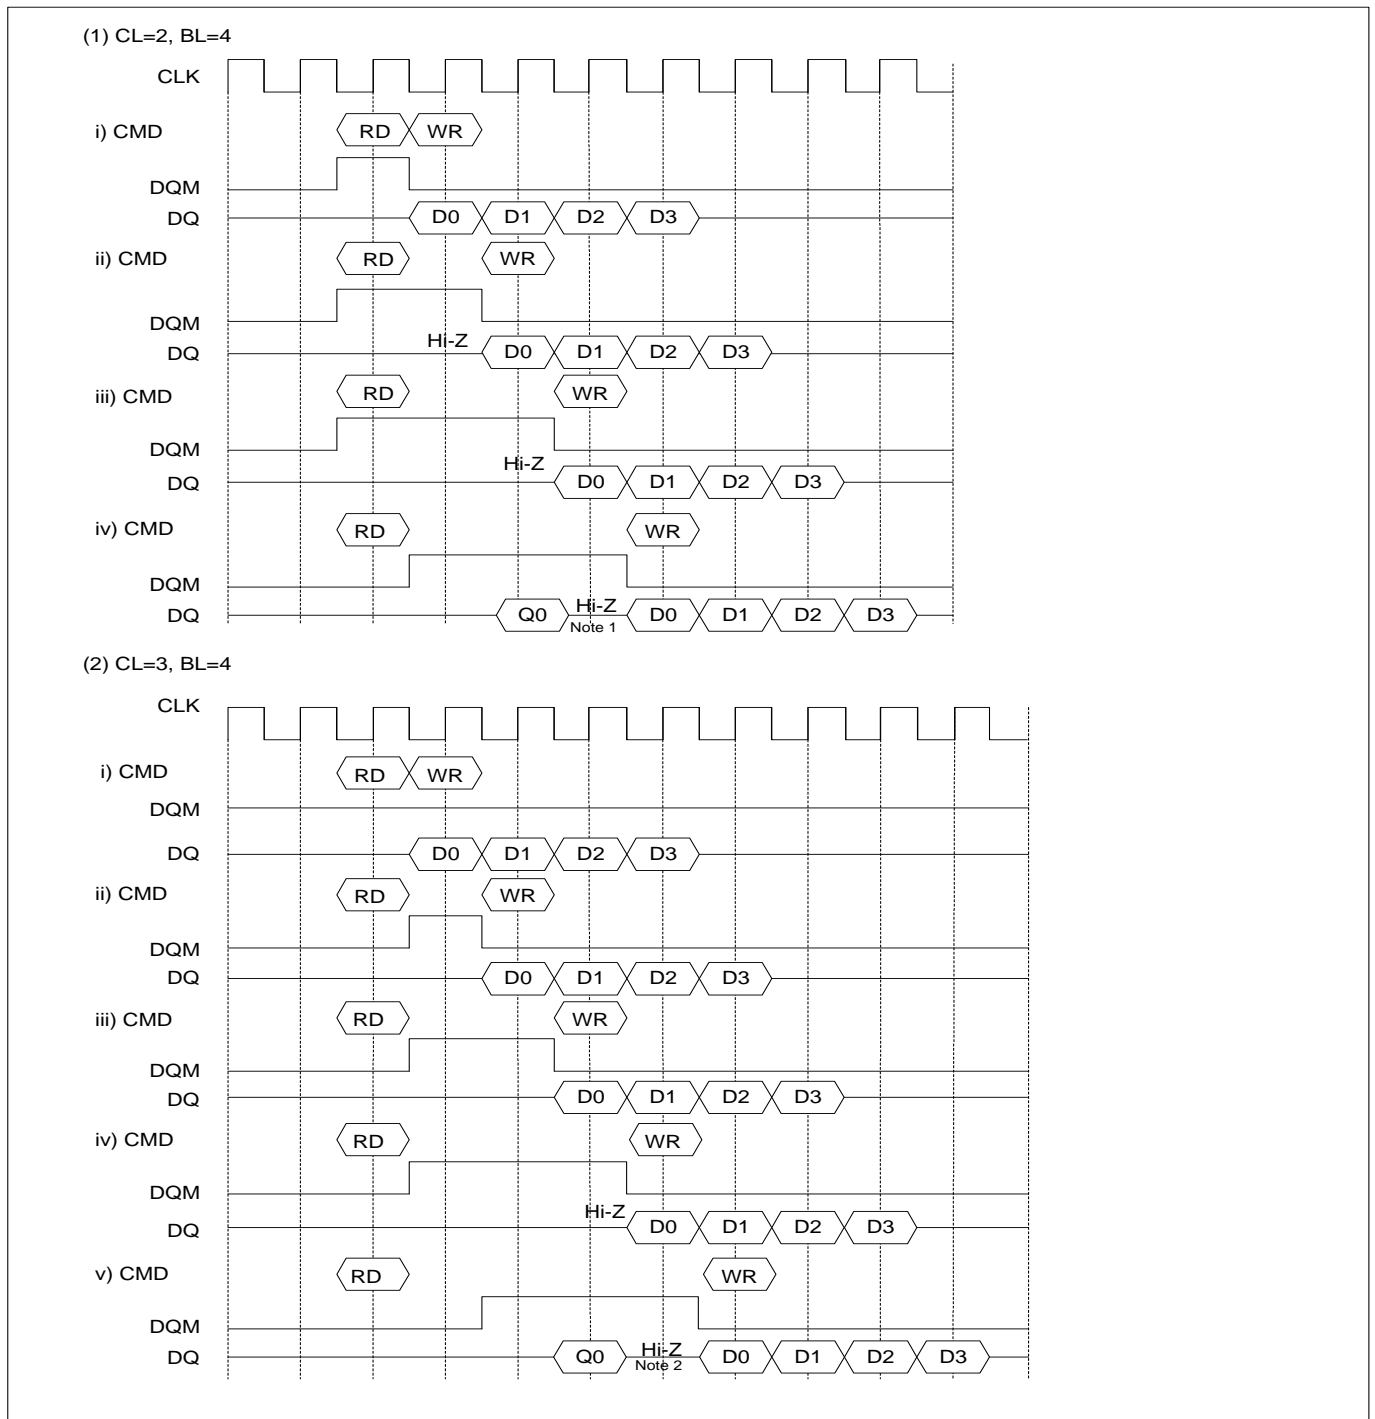 (1) CL=2, BL=4
CLK
i) CMD RD WR
DQM
DQ D0 D1 D2 D3
ii) CMD RD WR
DQM
DQ Hi-Z D0 D1 D2 D3
iii) CMD RD WR
DQM
DQ Hi-Z D0 D1 D2 D3
iv) CMD RD WR
DQM
DQ Q0 Hi-Z D0 D1 D2 D3
Note 1
(2) CL=3, BL=4
CLK
i) CMD RD WR
DQM
DQ D0 D1 D2 D3
ii) CMD RD WR
DQM
DQ D0 D1 D2 D3
iii) CMD RD WR
DQM
DQ D0 D1 D2 D3
iv) CMD RD WR
DQM
DQ Hi-Z D0 D1 D2 D3
v) CMD RD WR
DQM
DQ Q0 Hi-Z D0 D1 D2 D3
Note 2